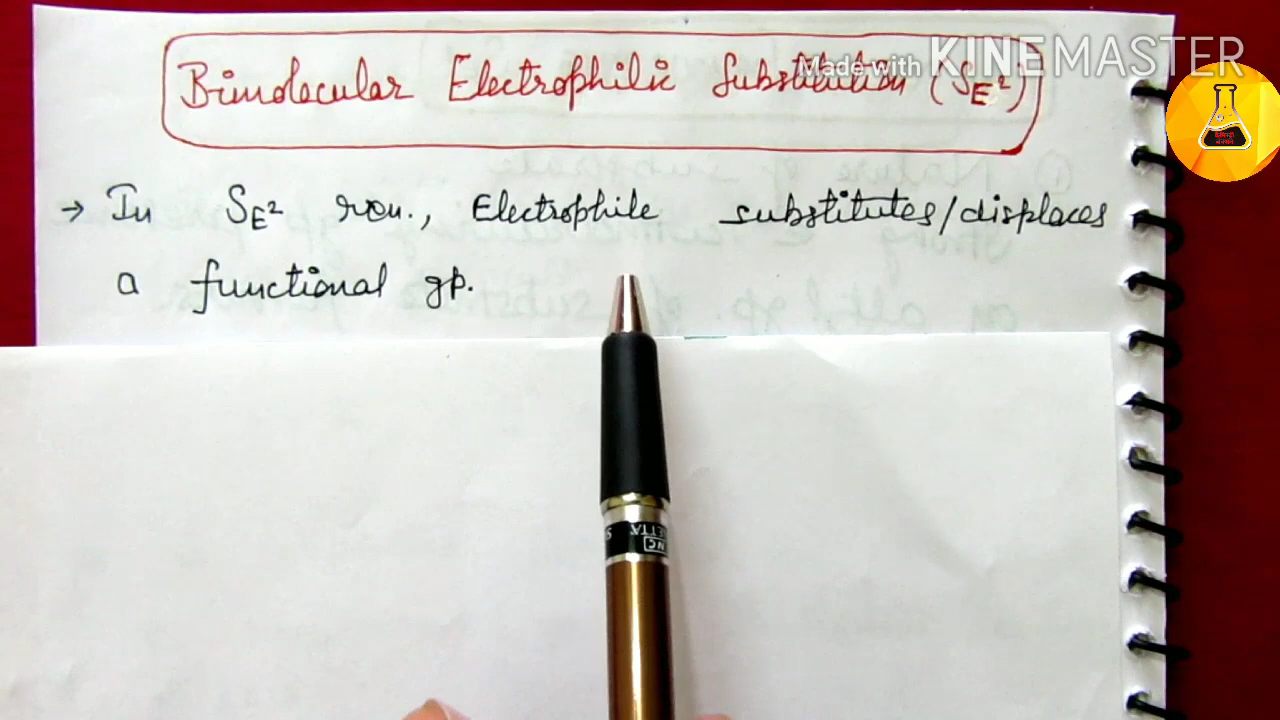 Bimolecular Electrophilic Substitution (SE²)
Made with KINEMASTER
→ In SE² rxn., Electrophile substitutes/displaces
a functional gp.